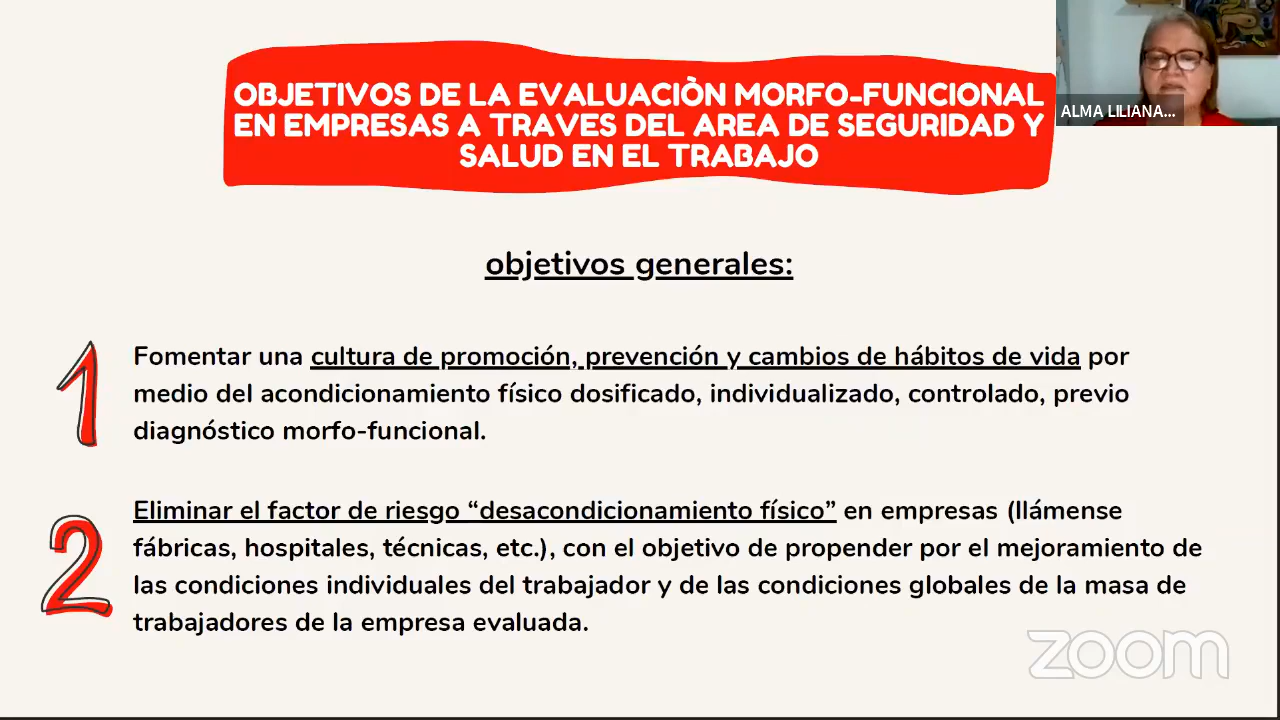 OBJETIVOS DE LA EVALUACIÒN MORFO-FUNCIONAL
EN EMPRESAS A TRAVES DEL AREA DE SEGURIDAD Y
SALUD EN EL TRABAJO
ALMA LILIANA...
objetivos generales:
1
Fomentar una cultura de promoción, prevención y cambios de hábitos de vida por
medio del acondicionamiento físico dosificado, individualizado, controlado, previo
diagnóstico morfo-funcional.
2
Eliminar el factor de riesgo “desacondicionamiento físico” en empresas (llámense
fábricas, hospitales, técnicas, etc.), con el objetivo de propender por el mejoramiento de
las condiciones individuales del trabajador y de las condiciones globales de la masa de
trabajadores de la empresa evaluada.
zoom